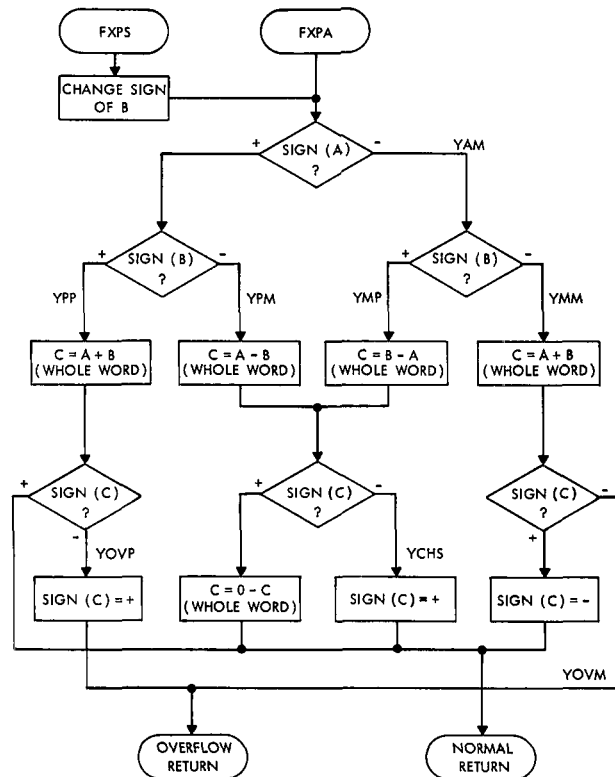 FXPS
FXPA
CHANGE SIGN
OF B
+
SIGN (A)
?
-
YAM
+
SIGN (B)
?
-
+
SIGN (B)
?
-
YPP
YPM
YMP
YMM
C = A + B
(WHOLE WORD)
C = A - B
(WHOLE WORD)
C = B - A
(WHOLE WORD)
C = A + B
(WHOLE WORD)
+
SIGN (C)
?
-
YOVP
+
SIGN (C)
?
-
YCHS
SIGN (C)
?
-
+
SIGN (C) = +
C = 0 - C
(WHOLE WORD)
SIGN (C) = +
SIGN (C) = -
YOVM
OVERFLOW
RETURN
NORMAL
RETURN